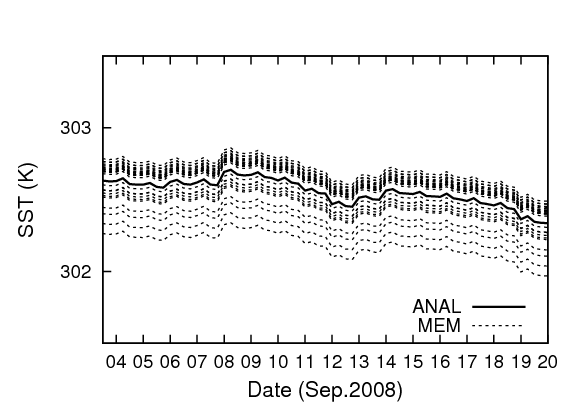 303
302
SST (K)
ANAL
MEM
04 05 06 07 08 09 10 11 12 13 14 15 16 17 18 19 20
Date (Sep.2008)